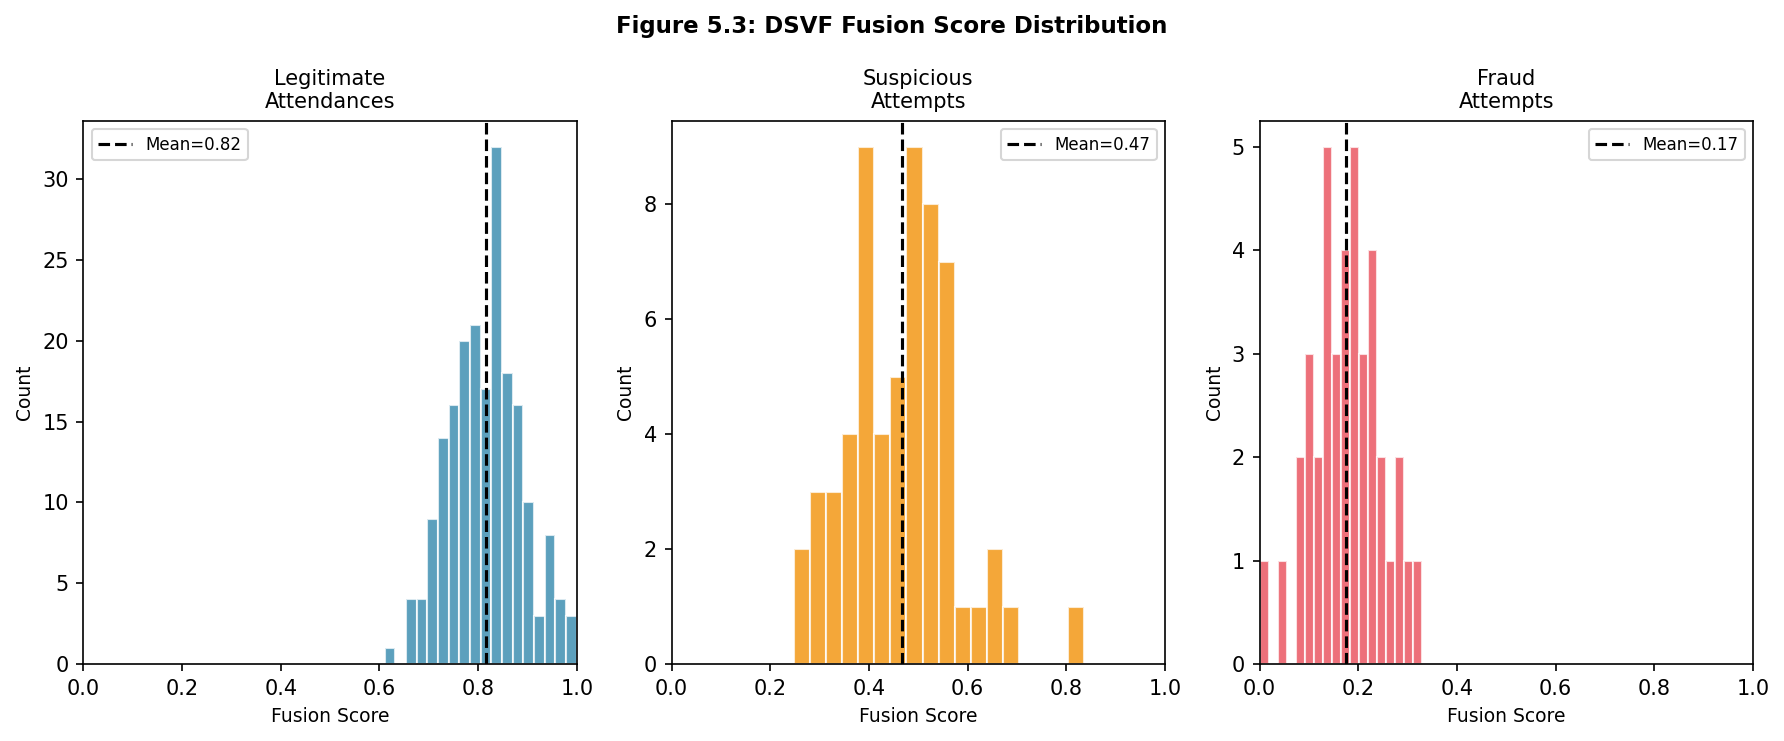 Figure 5.3: DSVF Fusion Score Distribution
Legitimate
Attendances
Mean=0.82
Count
0
5
10
15
20
25
30
0.0 0.2 0.4 0.6 0.8 1.0
Fusion Score
Suspicious
Attempts
Mean=0.47
Count
0
2
4
6
8
0.0 0.2 0.4 0.6 0.8 1.0
Fusion Score
Fraud
Attempts
Mean=0.17
Count
0
1
2
3
4
5
0.0 0.2 0.4 0.6 0.8 1.0
Fusion Score